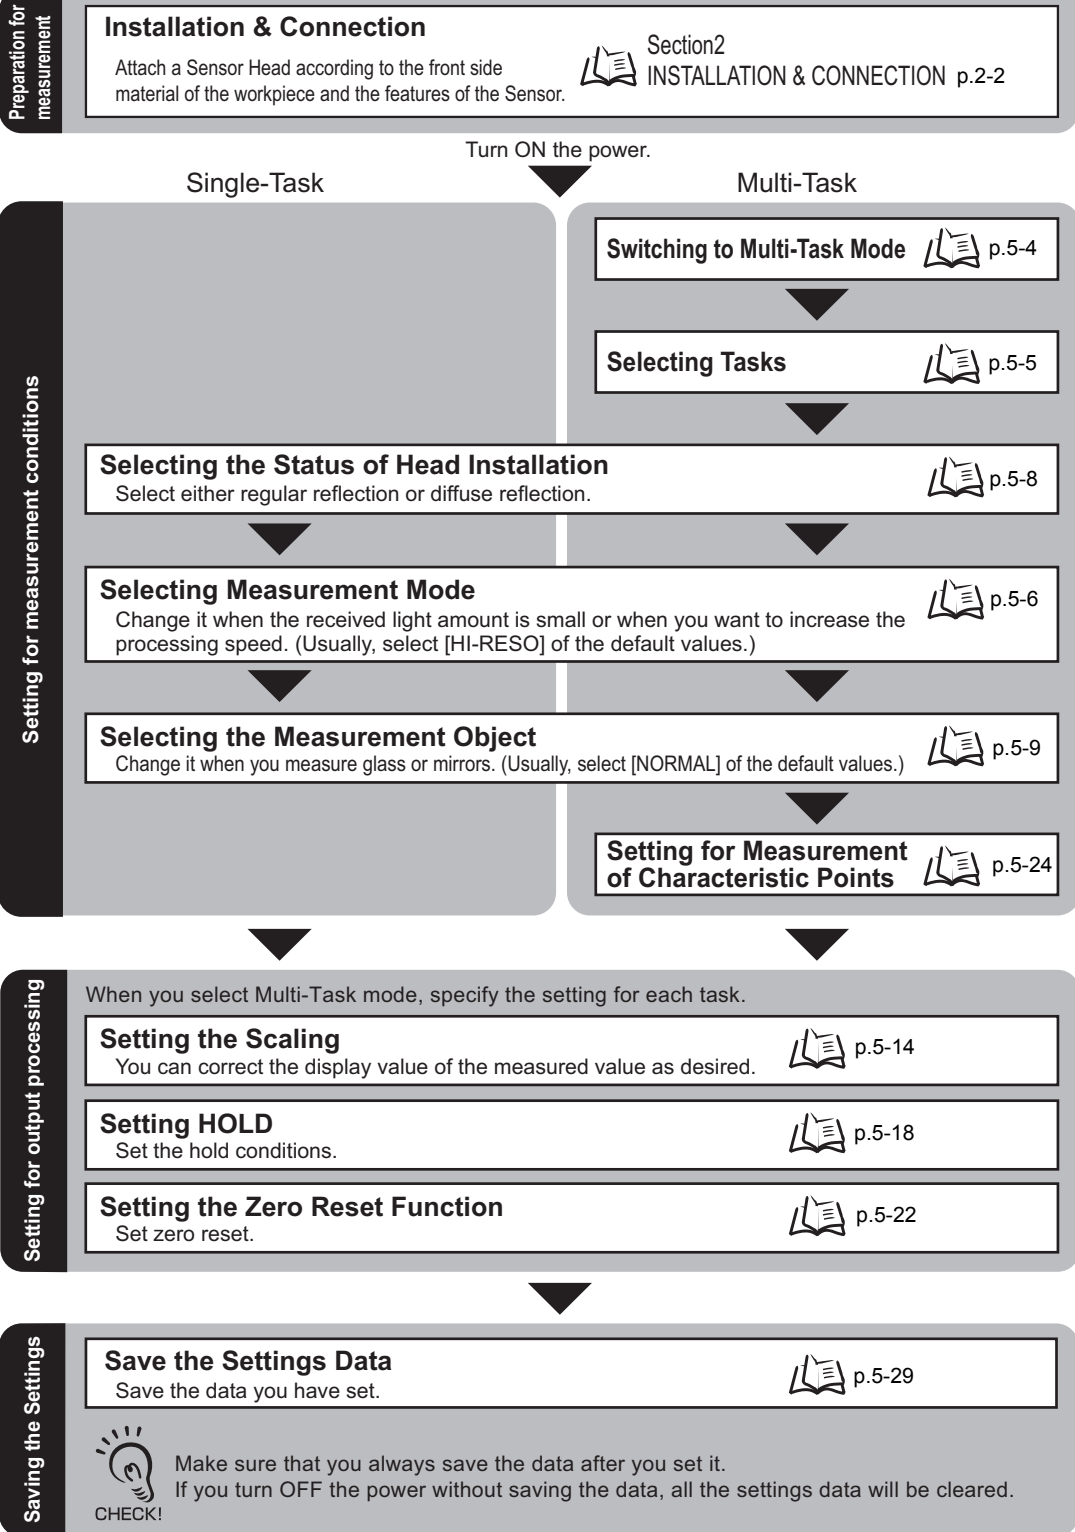 Preparation for
measurement
Installation & Connection
Attach a Sensor Head according to the front side
material of the workpiece and the features of the Sensor.
Section2
INSTALLATION & CONNECTION p.2-2
Turn ON the power.
Single-Task
Multi-Task
Setting for measurement conditions
Switching to Multi-Task Mode p.5-4
Selecting Tasks p.5-5
Selecting the Status of Head Installation
Select either regular reflection or diffuse reflection.
p.5-8
Selecting Measurement Mode
Change it when the received light amount is small or when you want to increase the
processing speed. (Usually, select [HI-RESO] of the default values.)
p.5-6
Selecting the Measurement Object
Change it when you measure glass or mirrors. (Usually, select [NORMAL] of the default values.)
p.5-9
Setting for Measurement
of Characteristic Points
p.5-24
Setting for output processing
When you select Multi-Task mode, specify the setting for each task.
Setting the Scaling
You can correct the display value of the measured value as desired.
p.5-14
Setting HOLD
Set the hold conditions.
p.5-18
Setting the Zero Reset Function
Set zero reset.
p.5-22
Saving the Settings
Save the Settings Data
Save the data you have set.
p.5-29
CHECK!
Make sure that you always save the data after you set it.
If you turn OFF the power without saving the data, all the settings data will be cleared.